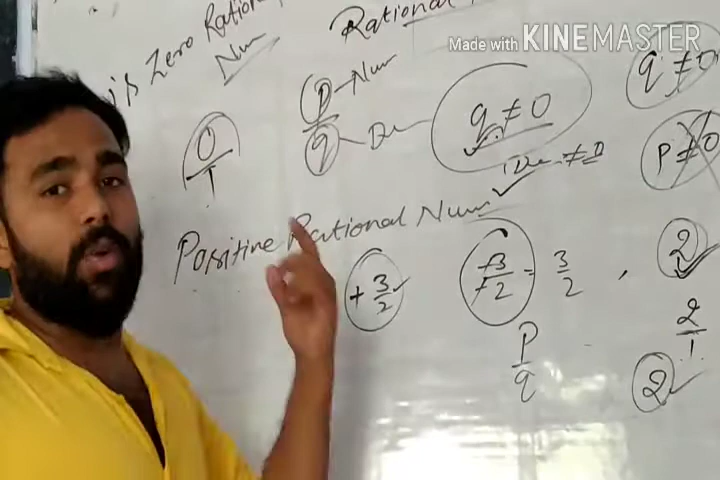 Made with KINEMASTER
is Zero Rational
Num
Rational
p — Num
q — De
q ≠ 0
q ≠ 0
De ≠ 0
p ≠ 0
0/1
Positive Rational Num
+ 3/2
-3/-2 = 3/2 , 2/1
p/q
2/1
2